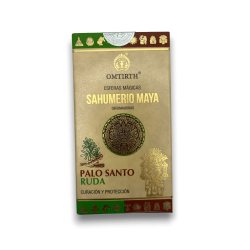 OMTIRTH®
ESFERAS MÁGICAS
SAHUMERIO MAYA
PALO SANTO
RUDA
CURACIÓN Y PROTECCIÓN